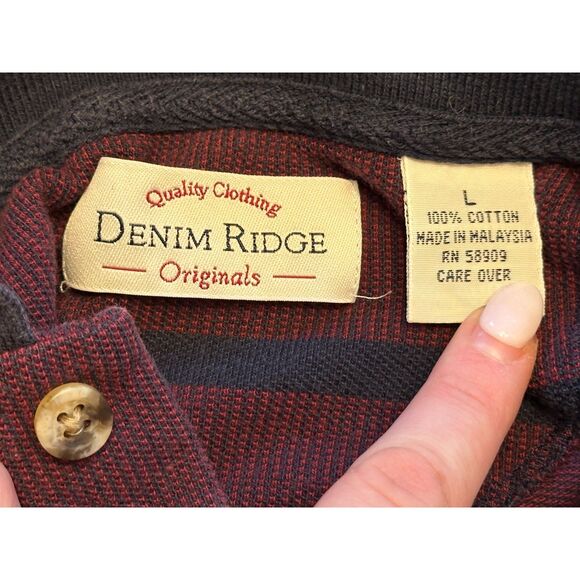 Quality Clothing
DENIM RIDGE
Originals
L
100% COTTON
MADE IN MALAYSIA
RN 58909
CARE OVER